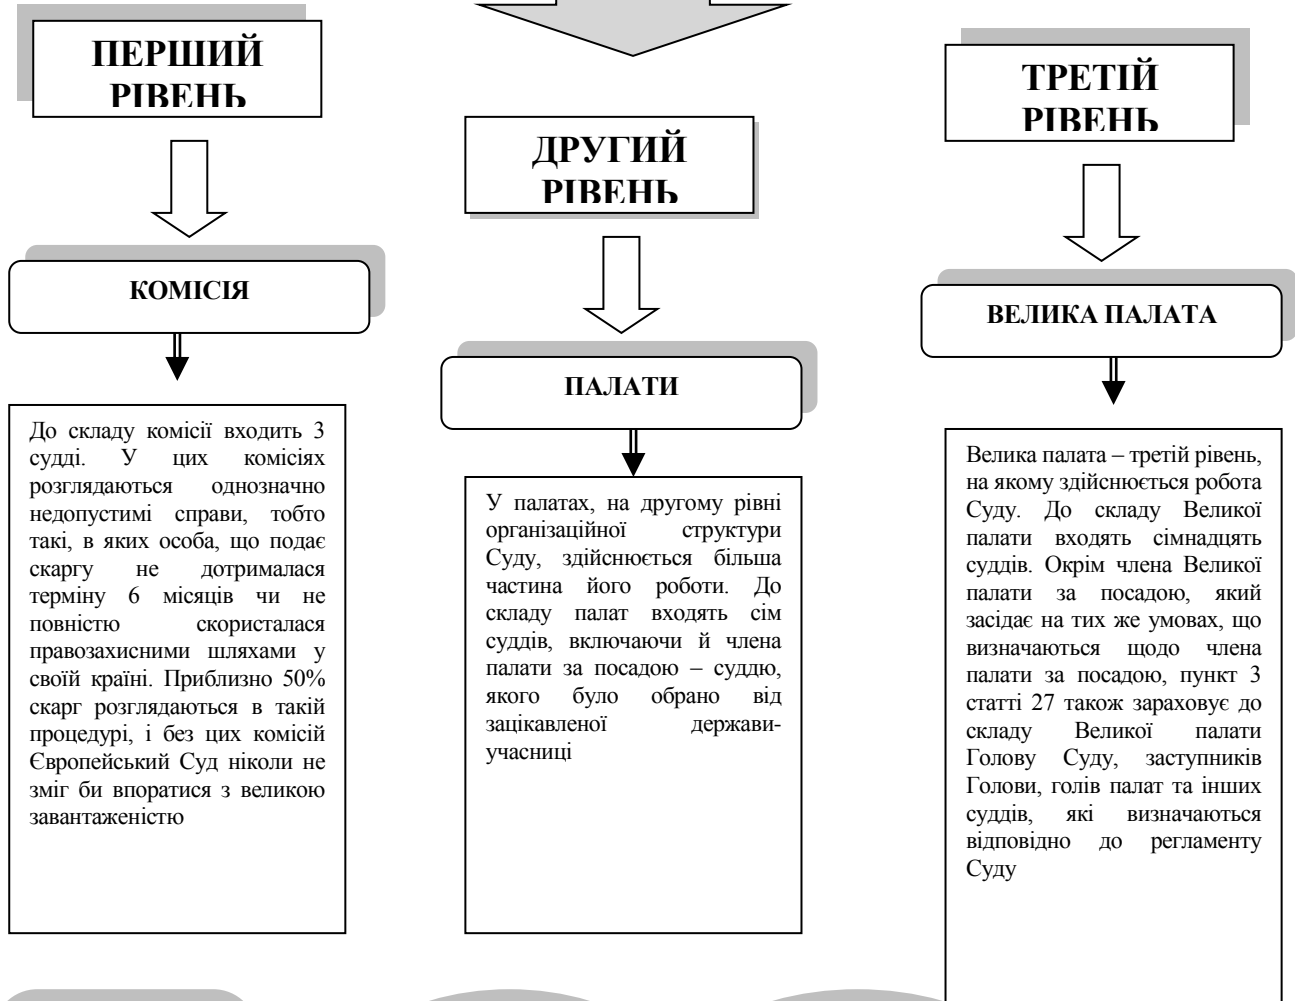 ПЕРШИЙ
РІВЕНЬ
КОМІСІЯ
До складу комісії входить 3
судді. У цих комісіях
розглядаються однозначно
недопустимі справи, тобто
такі, в яких особа, що подає
скаргу не дотрималася
терміну 6 місяців чи не
повністю скористалася
правозахисними шляхами у
своїй країні. Приблизно 50%
скарг розглядаються в такій
процедурі, і без цих комісій
Європейський Суд ніколи не
зміг би впоратися з великою
завантаженістю
ДРУГИЙ
РІВЕНЬ
ПАЛАТИ
У палатах, на другому рівні
організаційної структури
Суду, здійснюється більша
частина його роботи. До
складу палат входять сім
суддів, включаючи й члена
палати за посадою – суддю,
якого було обрано від
зацікавленої держави-
учасниці
ТРЕТІЙ
РІВЕНЬ
ВЕЛИКА ПАЛАТА
Велика палата – третій рівень,
на якому здійснюється робота
Суду. До складу Великої
палати входять сімнадцять
суддів. Окрім члена Великої
палати за посадою, який
засідає на тих же умовах, що
визначаються щодо члена
палати за посадою, пункт 3
статті 27 також зараховує до
складу Великої палати
Голову Суду, заступників
Голови, голів палат та інших
суддів, які визначаються
відповідно до регламенту
Суду